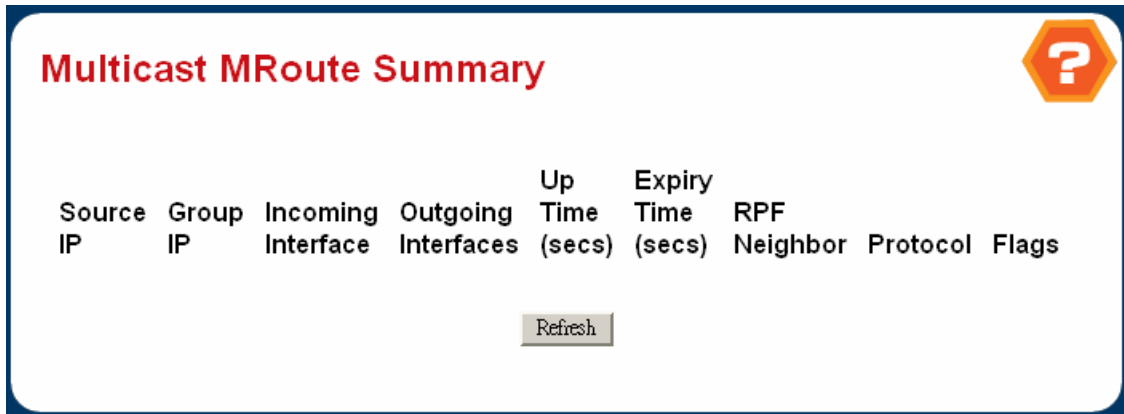 Multicast MRoute Summary
?
Up Expiry
Source Group Incoming Outgoing Time Time RPF
IP IP Interface Interfaces (secs) (secs) Neighbor Protocol Flags
Refresh